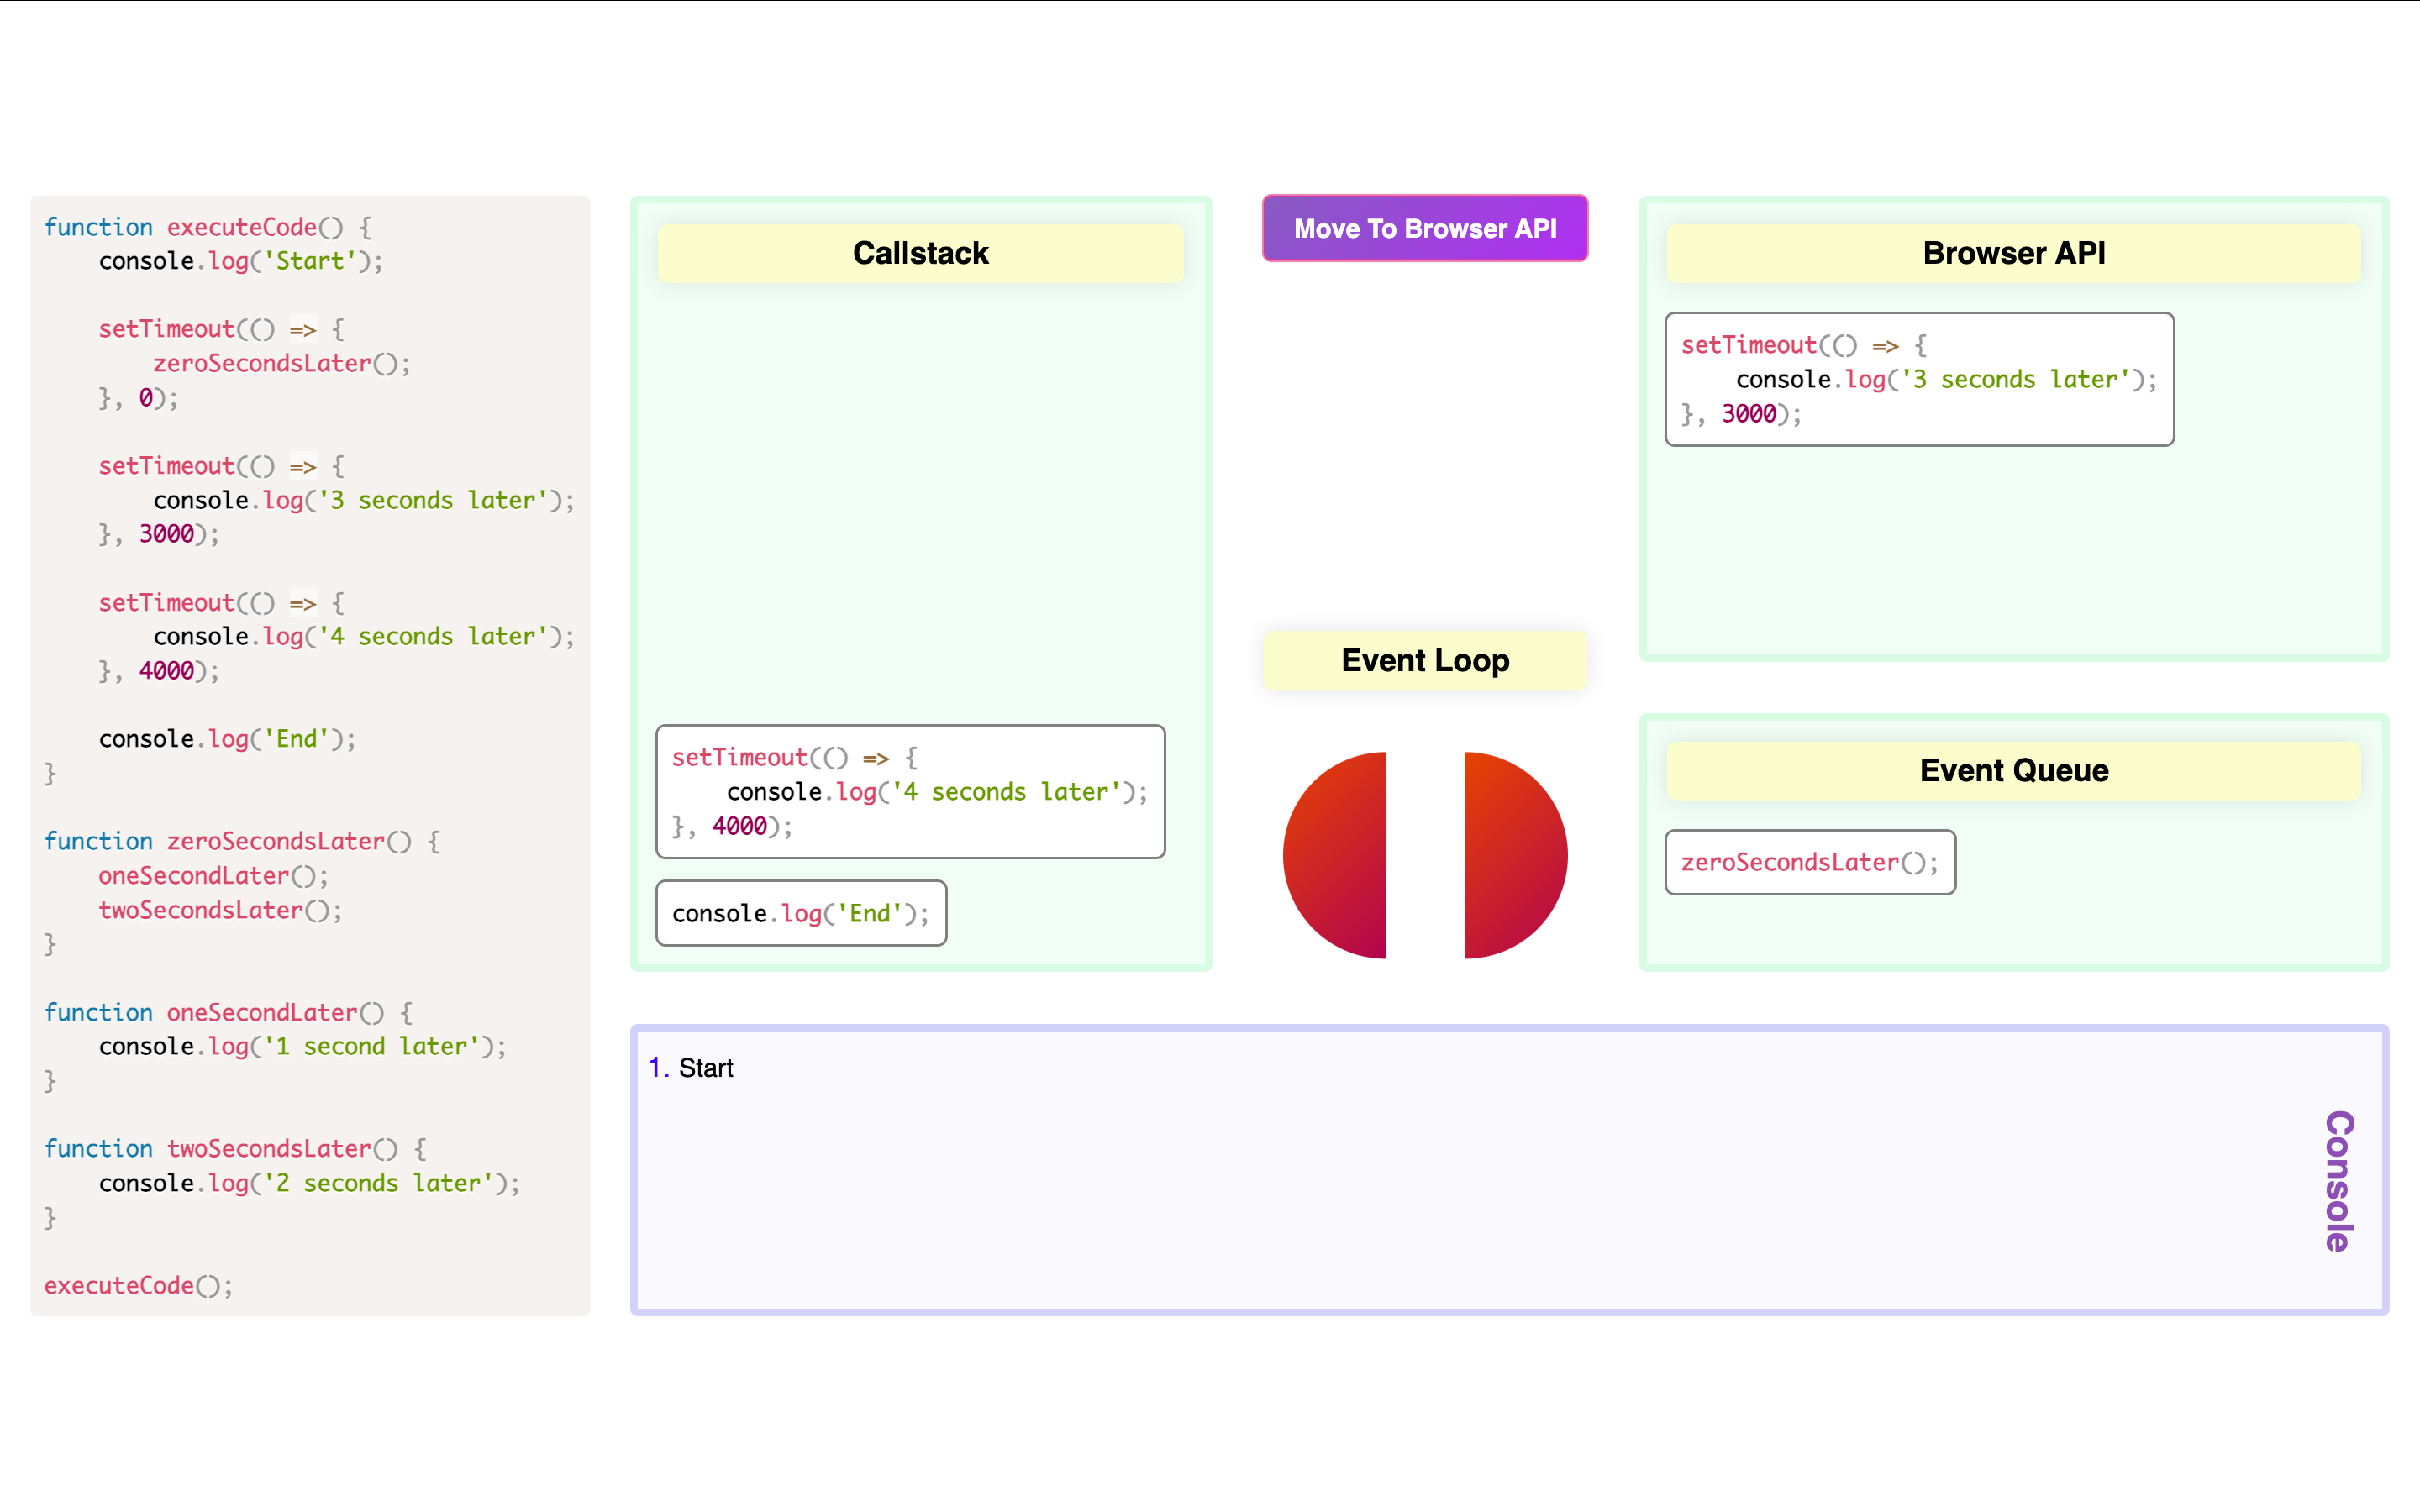 function executeCode() {
    console.log('Start');

    setTimeout(() => {
        zeroSecondsLater();
    }, 0);

    setTimeout(() => {
        console.log('3 seconds later');
    }, 3000);

    setTimeout(() => {
        console.log('4 seconds later');
    }, 4000);

    console.log('End');
}

function zeroSecondsLater() {
    oneSecondLater();
    twoSecondsLater();
}

function oneSecondLater() {
    console.log('1 second later');
}

function twoSecondsLater() {
    console.log('2 seconds later');
}

executeCode();
Callstack
setTimeout(() => {
    console.log('4 seconds later');
}, 4000);
console.log('End');
Move To Browser API
Event Loop
Browser API
setTimeout(() => {
    console.log('3 seconds later');
}, 3000);
Event Queue
zeroSecondsLater();
1. Start
Console